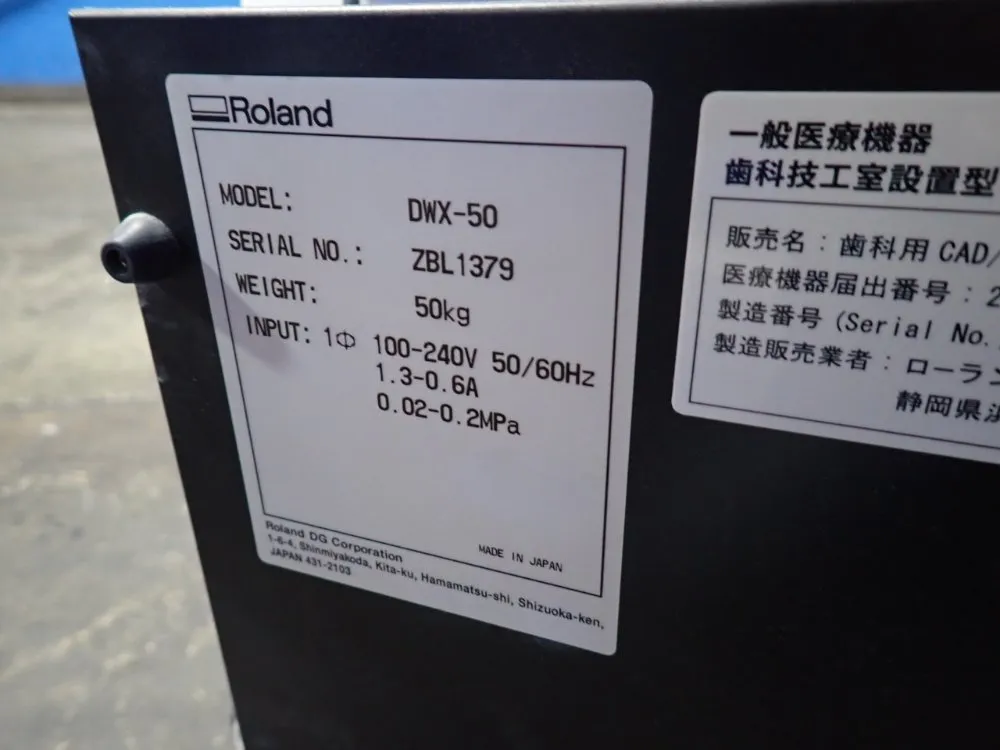 Roland
MODEL: DWX-50
SERIAL NO.: ZBL1379
WEIGHT: 50kg
INPUT: 1Φ 100-240V 50/60Hz
1.3-0.6A
0.02-0.2MPa
MADE IN JAPAN
Roland DG Corporation
1-6-4, Shinmiyakoda, Kita-ku, Hamamatsu-shi, Shizuoka-ken,
JAPAN 431-2103
一般医療機器
歯科技工室設置型
販売名：歯科用 CAD/
医療機器届出番号：2
製造番号 (Serial No.
製造販売業者：ローラン
静岡県浜